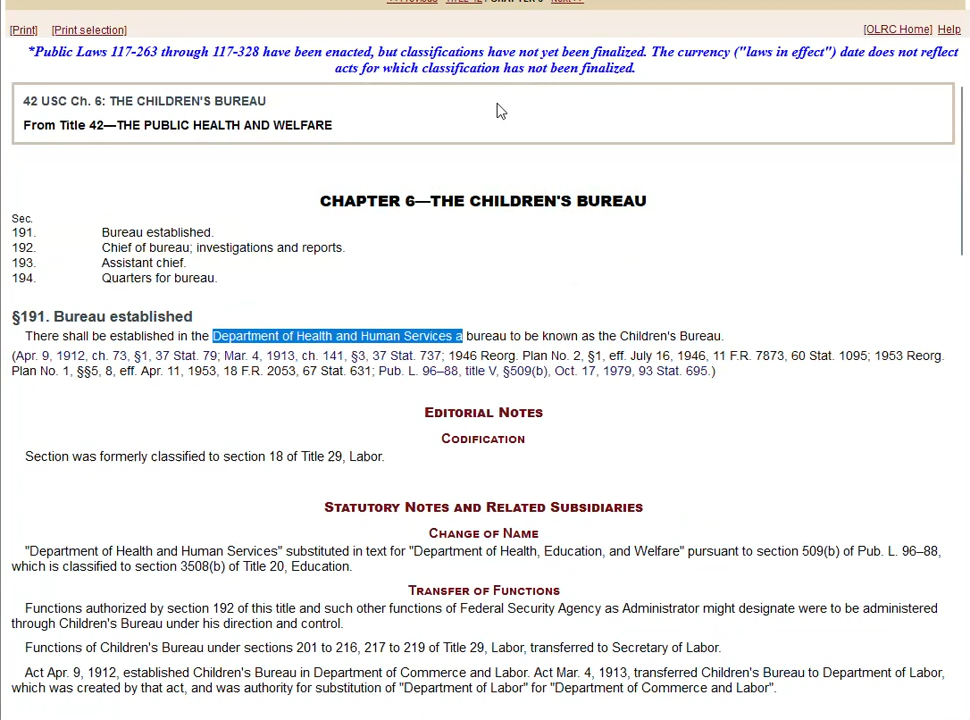 [Print] [Print selection] [OLRC Home] Help
*Public Laws 117-263 through 117-328 have been enacted, but classifications have not yet been finalized. The currency ("laws in effect") date does not reflect
acts for which classification has not been finalized.
42 USC Ch. 6: THE CHILDREN'S BUREAU
From Title 42—THE PUBLIC HEALTH AND WELFARE
CHAPTER 6—THE CHILDREN'S BUREAU
Sec.
191. Bureau established.
192. Chief of bureau; investigations and reports.
193. Assistant chief.
194. Quarters for bureau.
§191. Bureau established
There shall be established in the Department of Health and Human Services a bureau to be known as the Children's Bureau.
(Apr. 9, 1912, ch. 73, §1, 37 Stat. 79; Mar. 4, 1913, ch. 141, §3, 37 Stat. 737; 1946 Reorg. Plan No. 2, §1, eff. July 16, 1946, 11 F.R. 7873, 60 Stat. 1095; 1953 Reorg.
Plan No. 1, §§5, 8, eff. Apr. 11, 1953, 18 F.R. 2053, 67 Stat. 631; Pub. L. 96–88, title V, §509(b), Oct. 17, 1979, 93 Stat. 695.)
Editorial Notes
Codification
Section was formerly classified to section 18 of Title 29, Labor.
Statutory Notes and Related Subsidiaries
Change of Name
"Department of Health and Human Services" substituted in text for "Department of Health, Education, and Welfare" pursuant to section 509(b) of Pub. L. 96–88,
which is classified to section 3508(b) of Title 20, Education.
Transfer of Functions
Functions authorized by section 192 of this title and such other functions of Federal Security Agency as Administrator might designate were to be administered
through Children's Bureau under his direction and control.
Functions of Children's Bureau under sections 201 to 216, 217 to 219 of Title 29, Labor, transferred to Secretary of Labor.
Act Apr. 9, 1912, established Children's Bureau in Department of Commerce and Labor. Act Mar. 4, 1913, transferred Children's Bureau to Department of Labor,
which was created by that act, and was authority for substitution of "Department of Labor" for "Department of Commerce and Labor".